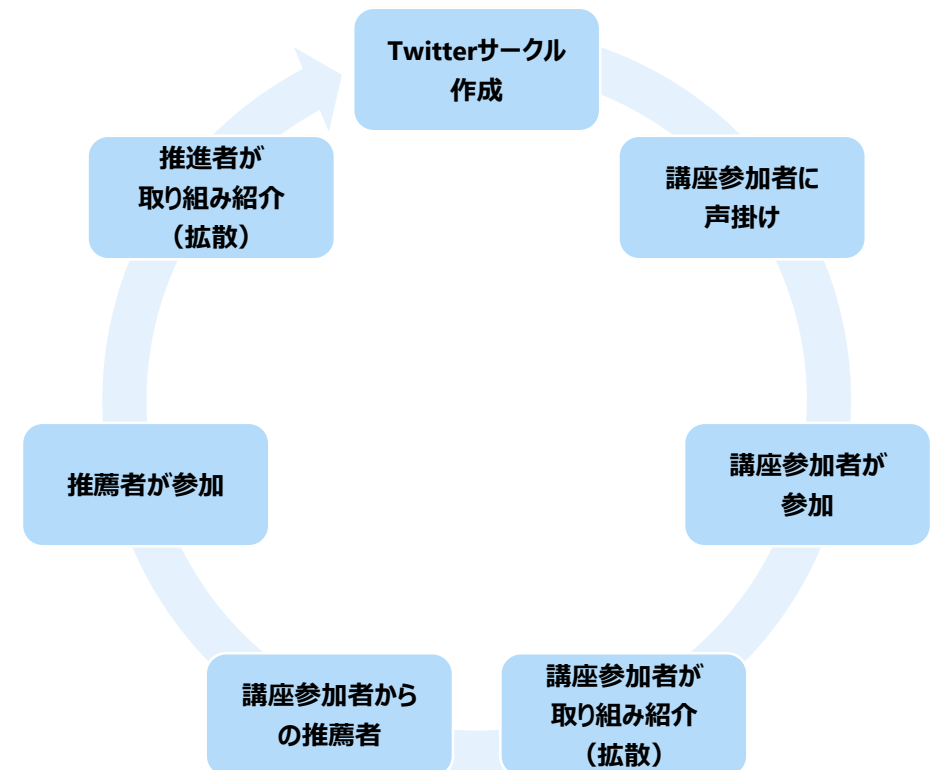 Twitterサークル
作成
講座参加者に
声掛け
講座参加者が
参加
講座参加者が
取り組み紹介
（拡散）
講座参加者から
の推薦者
推薦者が参加
推進者が
取り組み紹介
（拡散）